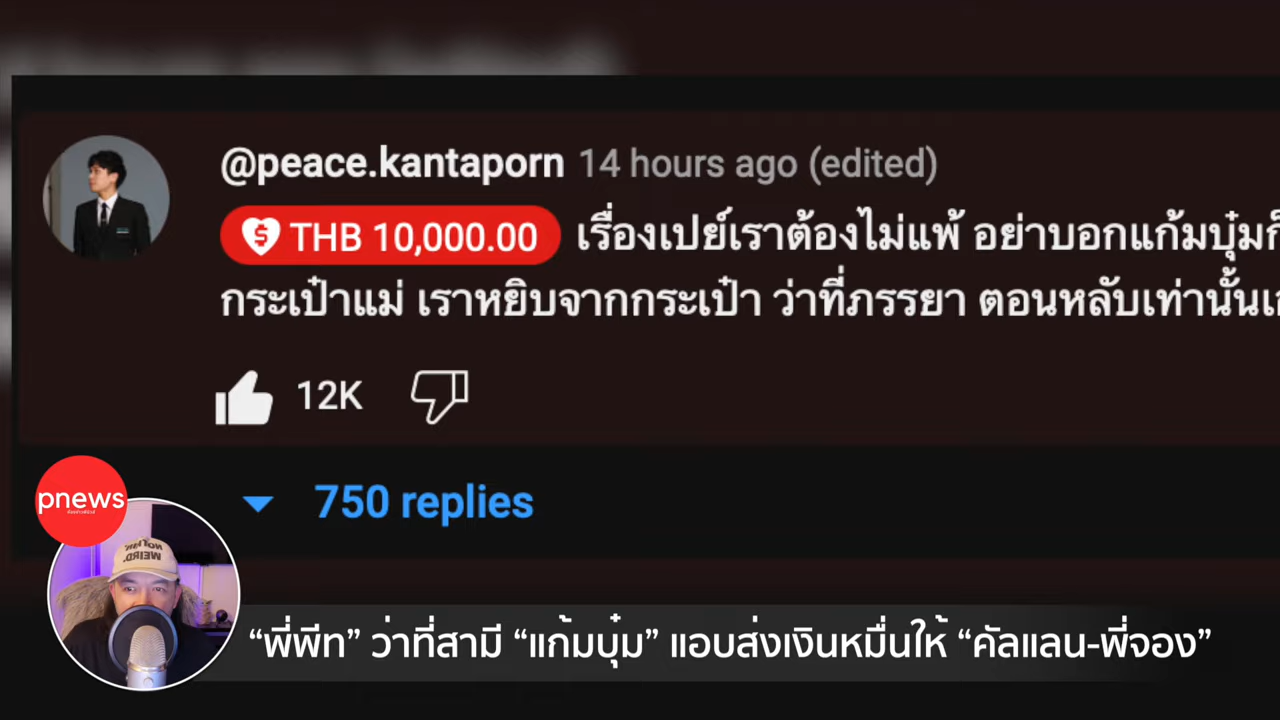 @peace.kantaporn 14 hours ago (edited)
THB 10,000.00 เรื่องเปย์เราต้องไม่แพ้ อย่าบอกแก้มบุ๋มก็
กระเป๋าแม่ เราหยิบจากกระเป๋า ว่าที่ภรรยา ตอนหลับเท่านั้น
12K
750 replies
pnews
WEIRD.
“พี่พีท” ว่าที่สามี “แก้มบุ๋ม” แอบส่งเงินหมื่นให้ “คัลแลน-พี่จอง”